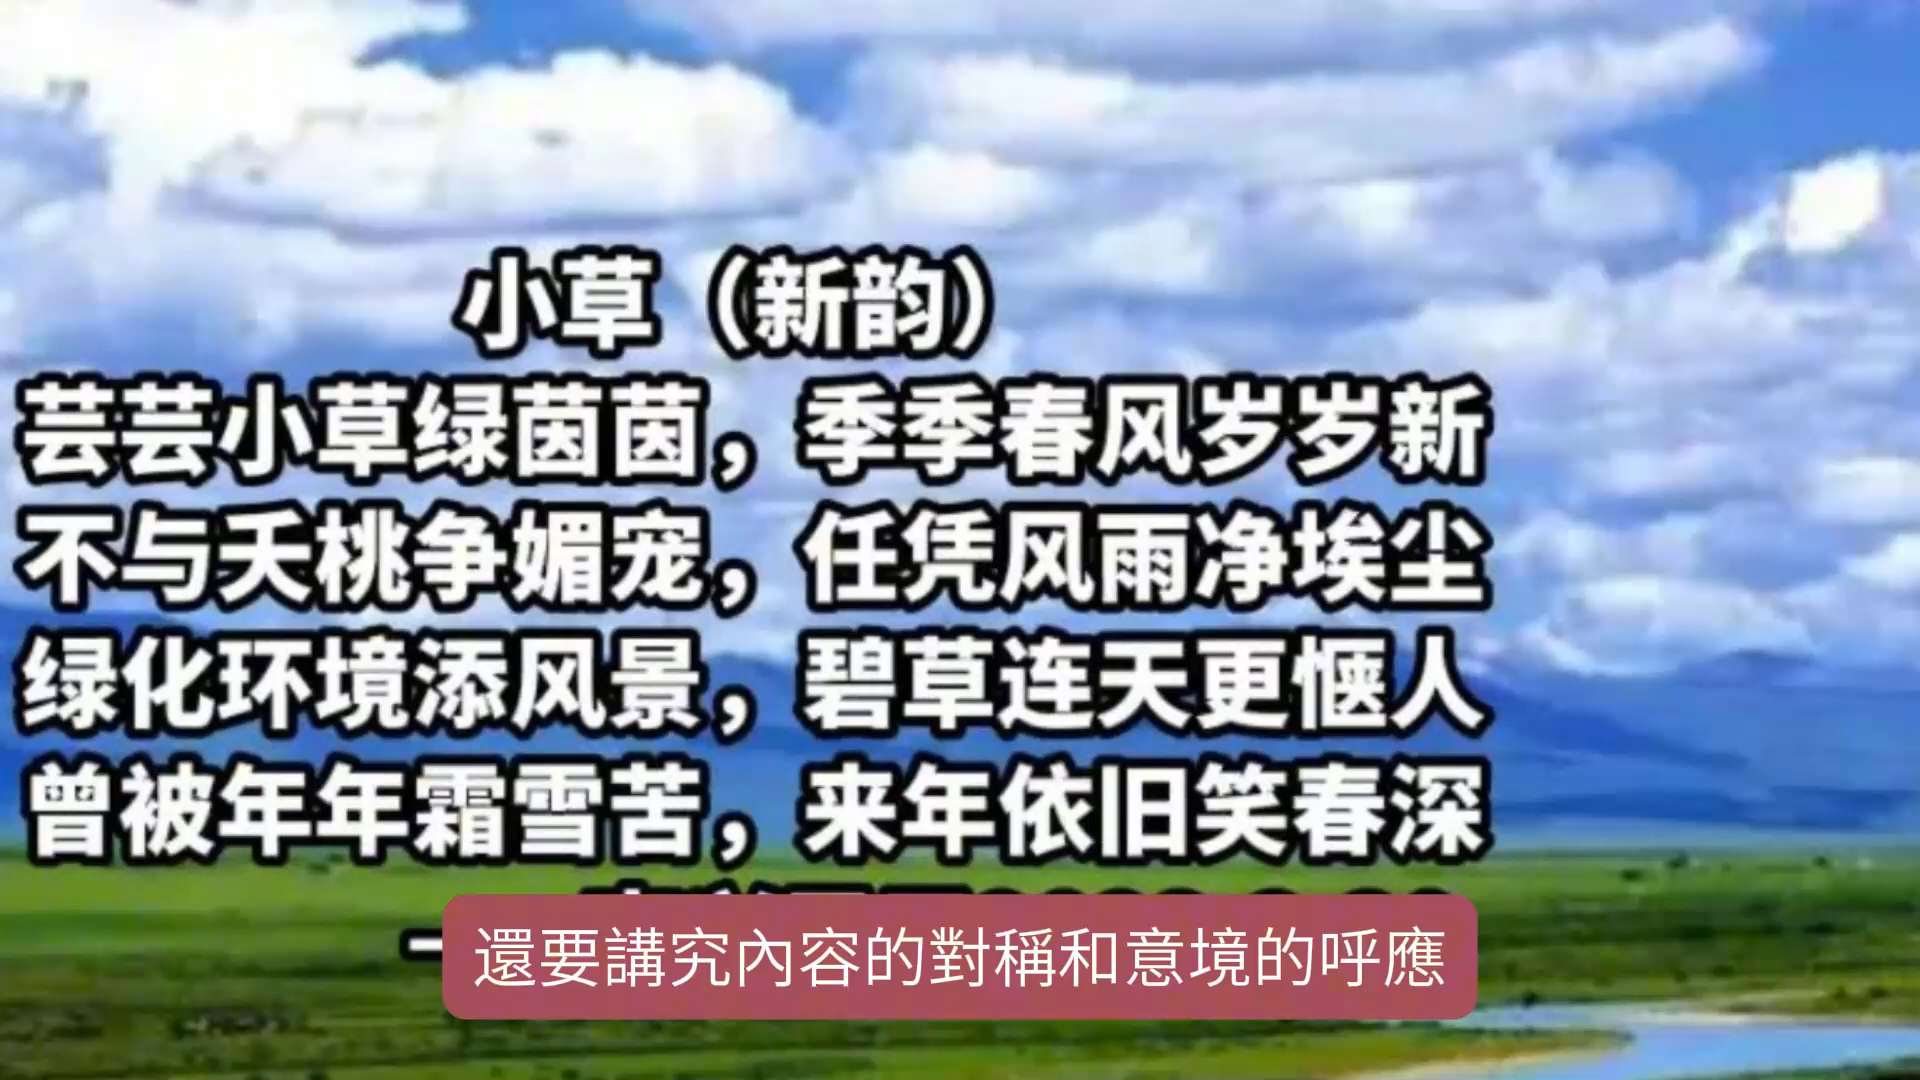 小草（新韵）
芸芸小草绿茵茵，季季春风岁岁新
不与夭桃争媚宠，任凭风雨净埃尘
绿化环境添风景，碧草连天更惬人
曾被年年霜雪苦，来年依旧笑春深
還要講究內容的對稱和意境的呼應